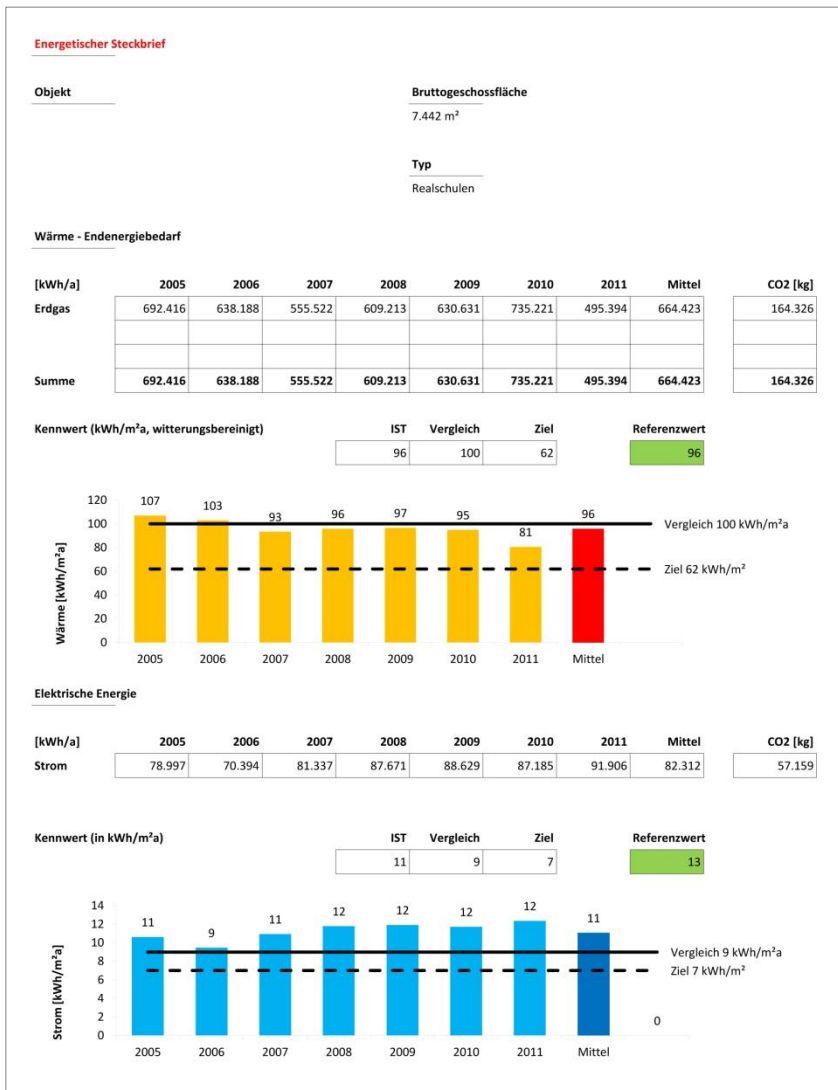 Energetischer Steckbrief
Objekt Bruttogeschossfläche
7.442 m²
Typ
Realschulen
Wärme - Endenergiebedarf
[kWh/a] 2005 2006 2007 2008 2009 2010 2011 Mittel CO2 [kg]
Erdgas 692.416 638.188 555.522 609.213 630.631 735.221 495.394 664.423 164.326
Summe 692.416 638.188 555.522 609.213 630.631 735.221 495.394 664.423 164.326
Kennwert (kWh/m²a, witterungsbereinigt) IST Vergleich Ziel Referenzwert
96 100 62 96
Wärme [kWh/m²a]
120
100
80
60
40
20
0
107 103 93 96 97 95 81 96
Vergleich 100 kWh/m²a
Ziel 62 kWh/m²
2005 2006 2007 2008 2009 2010 2011 Mittel
Elektrische Energie
[kWh/a] 2005 2006 2007 2008 2009 2010 2011 Mittel CO2 [kg]
Strom 78.997 70.394 81.337 87.671 88.629 87.185 91.906 82.312 57.159
Kennwert (in kWh/m²a) IST Vergleich Ziel Referenzwert
11 9 7 13
Strom [kWh/m²a]
14
12
10
8
6
4
2
0
11 9 11 12 12 12 12 11 0
Vergleich 9 kWh/m²a
Ziel 7 kWh/m²
2005 2006 2007 2008 2009 2010 2011 Mittel